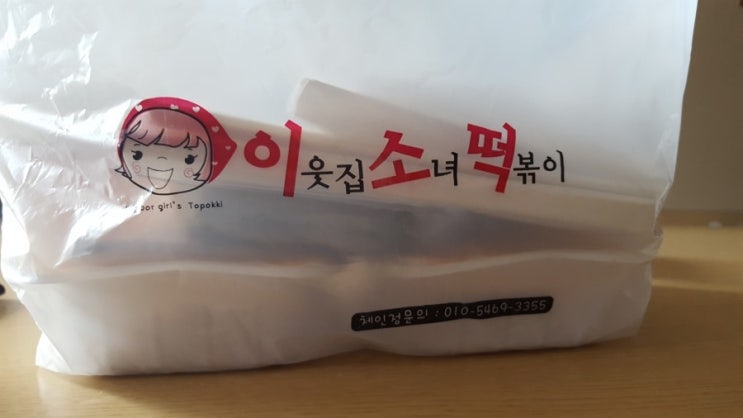 이웃집소녀떡볶이
girl's Topokki
체인점문의 : 010-5469-3355